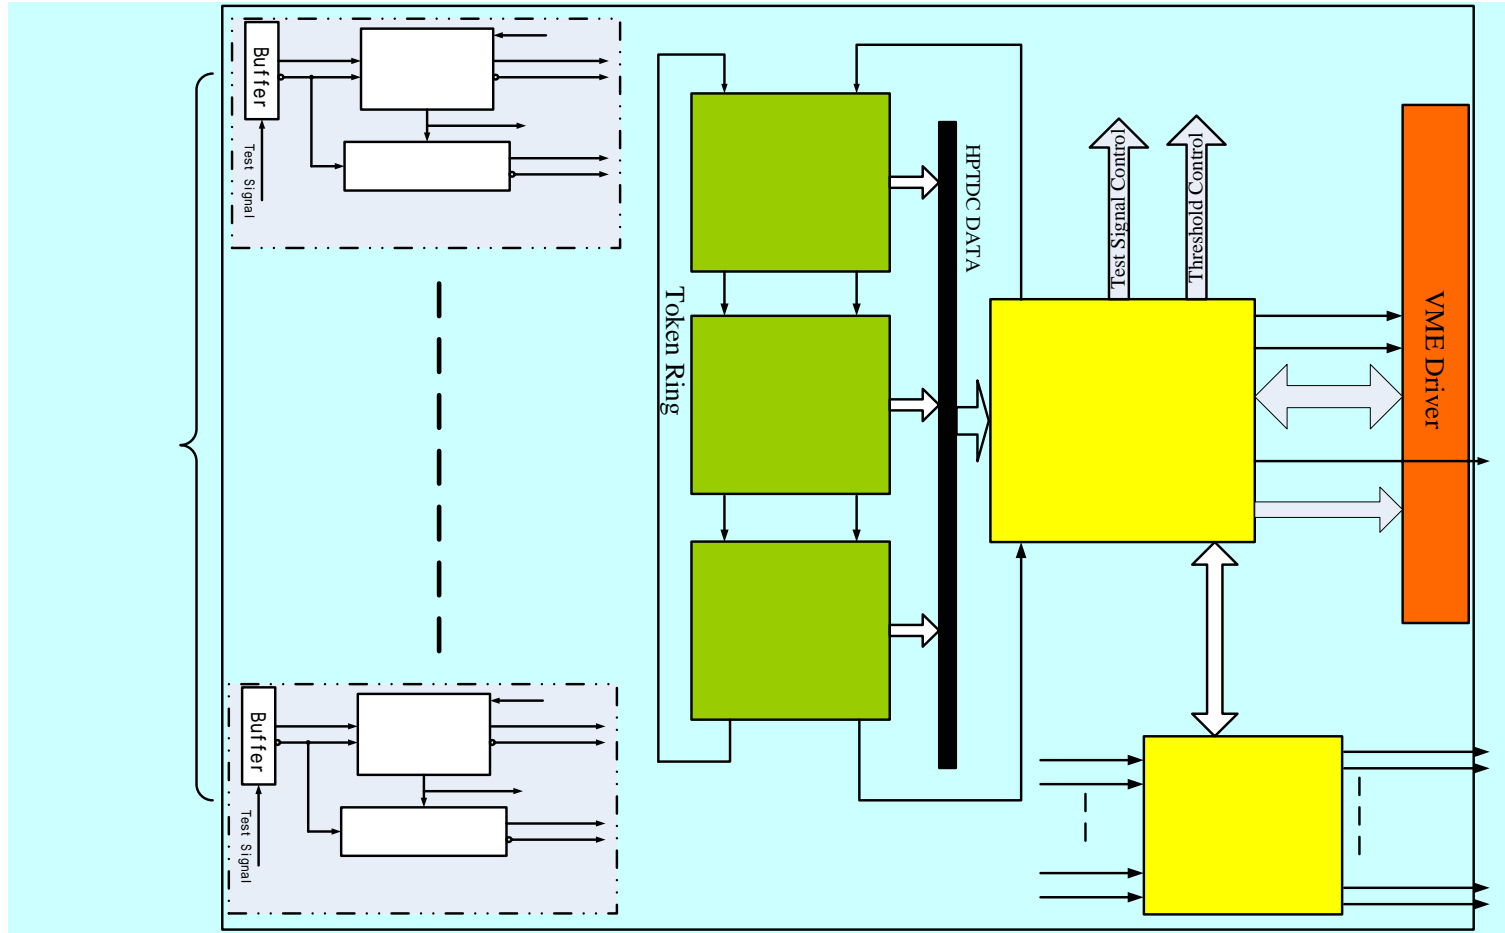 Buffer
Test Signal
Token Ring
HPTDC DATA
Test Signal Control
Threshold Control
VME Driver
Buffer
Test Signal